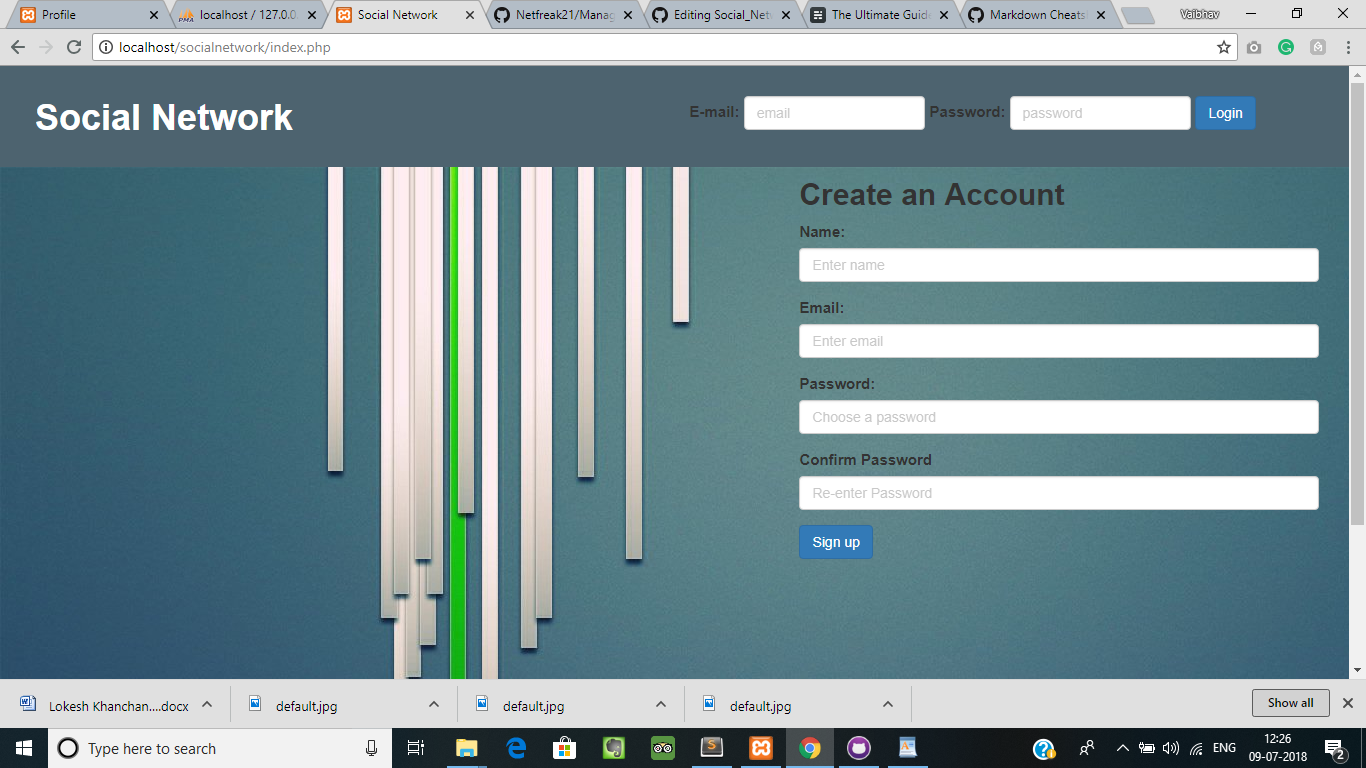 Profile
localhost / 127.0.0.
Social Network
Netfreak21/Manag
Editing Social_Netw
The Ultimate Guide
Markdown Cheats
Vaibhav
localhost/socialnetwork/index.php
Social Network
E-mail: email Password: password Login
Create an Account
Name:
Enter name
Email:
Enter email
Password:
Choose a password
Confirm Password
Re-enter Password
Sign up
Lokesh Khanchan....docx
default.jpg
default.jpg
default.jpg
Show all
Type here to search
ENG
12:26
09-07-2018
2